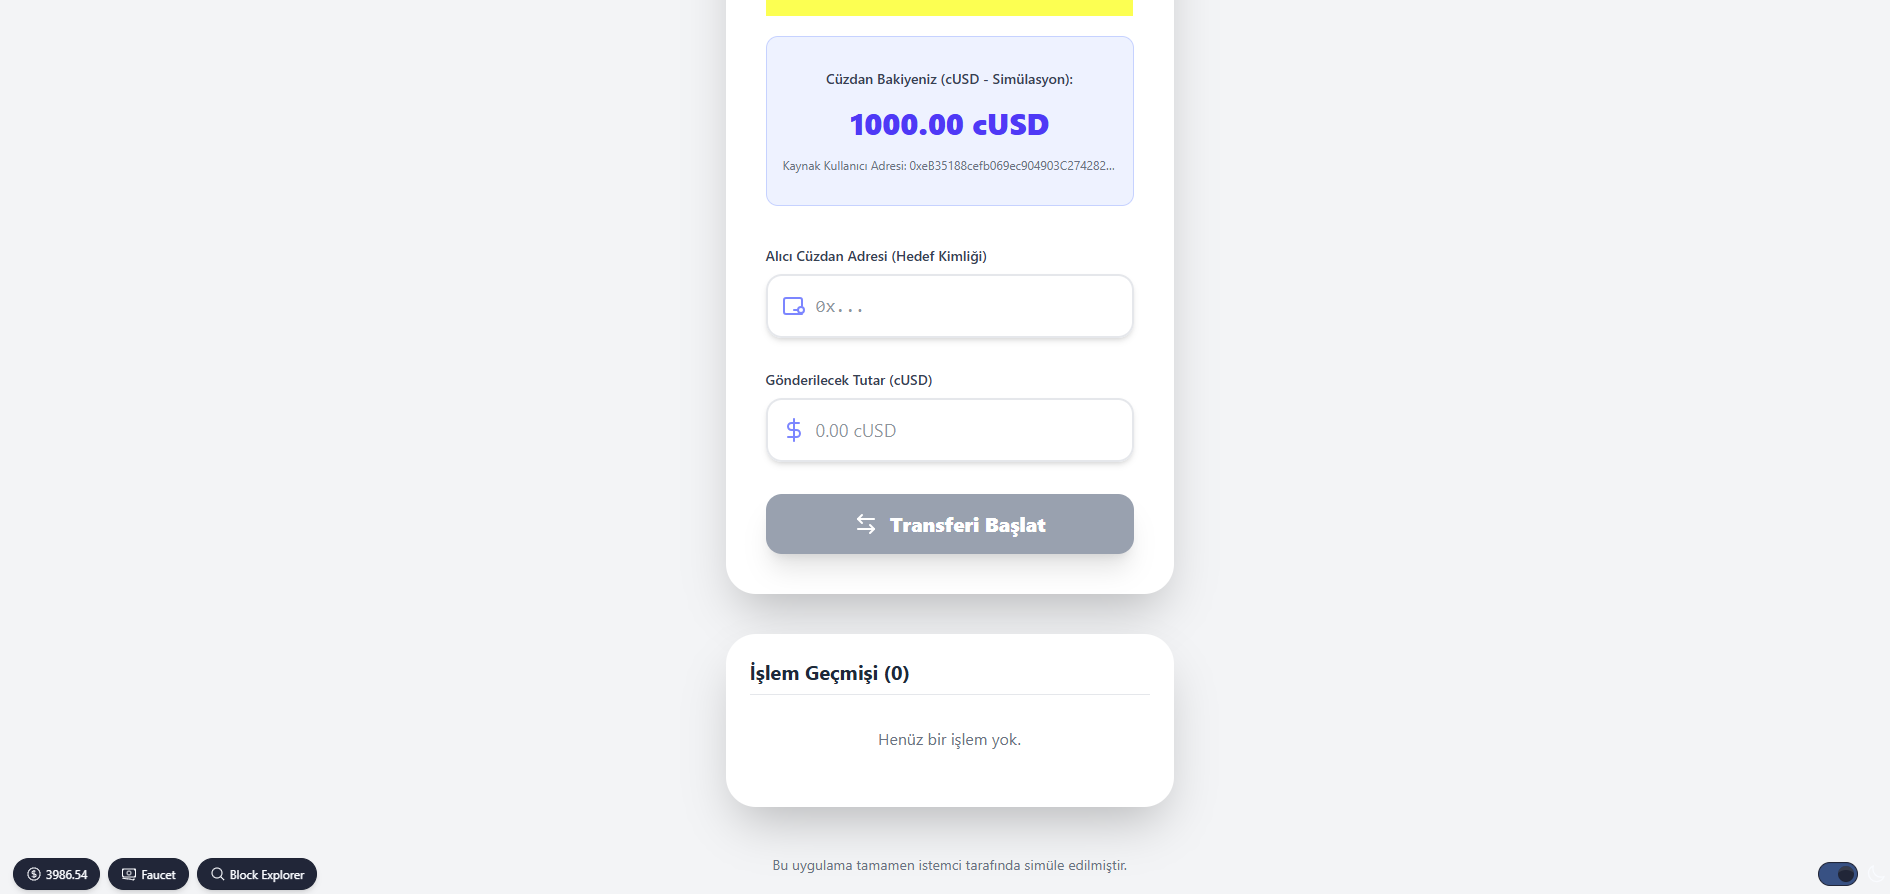 Cüzdan Bakiyeniz (cUSD - Simülasyon):
1000.00 cUSD
Kaynak Kullanıcı Adresi: 0xeB35188cefb069ec904903C274282...
Alıcı Cüzdan Adresi (Hedef Kimliği)
0x...
Gönderilecek Tutar (cUSD)
0.00 cUSD
Transferi Başlat
İşlem Geçmişi (0)
Henüz bir işlem yok.
Bu uygulama tamamen istemci tarafında simüle edilmiştir.
3986.54
Faucet
Block Explorer